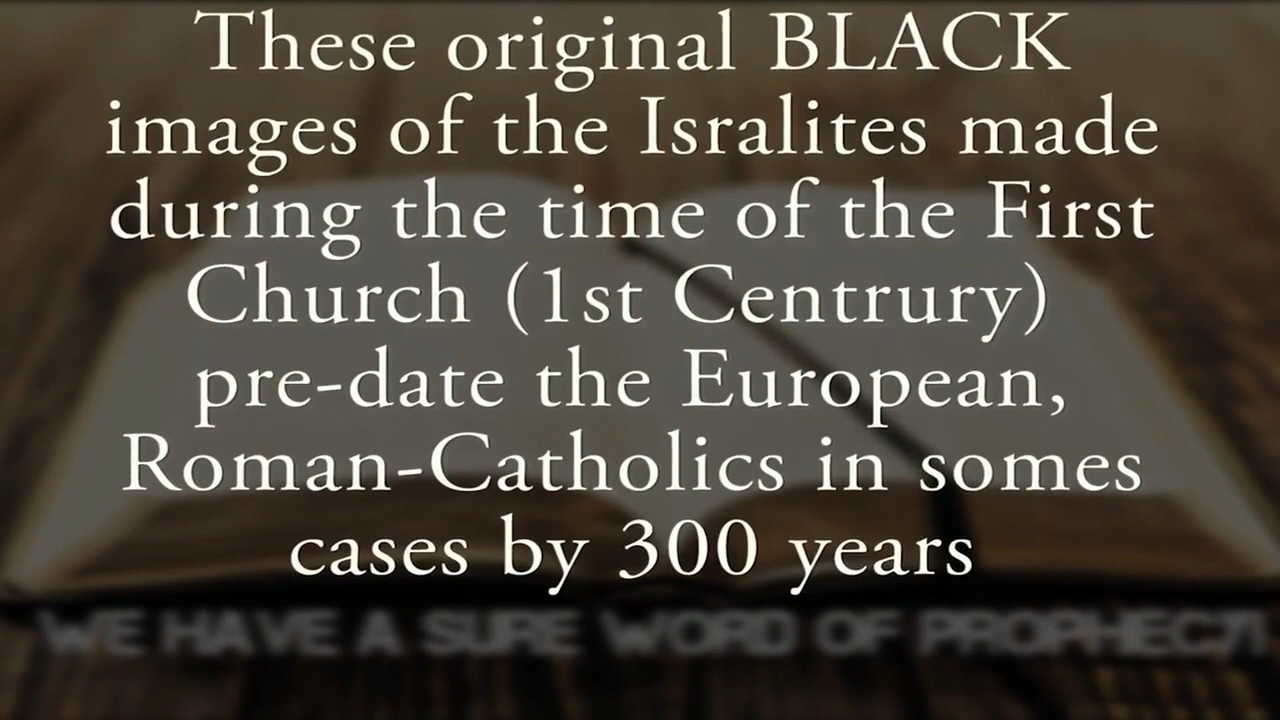 These original BLACK
images of the Isralites made
during the time of the First
Church (1st Centrury)
pre-date the European,
Roman-Catholics in somes
cases by 300 years
WE HAVE A SURE WORD OF PROPHECY!